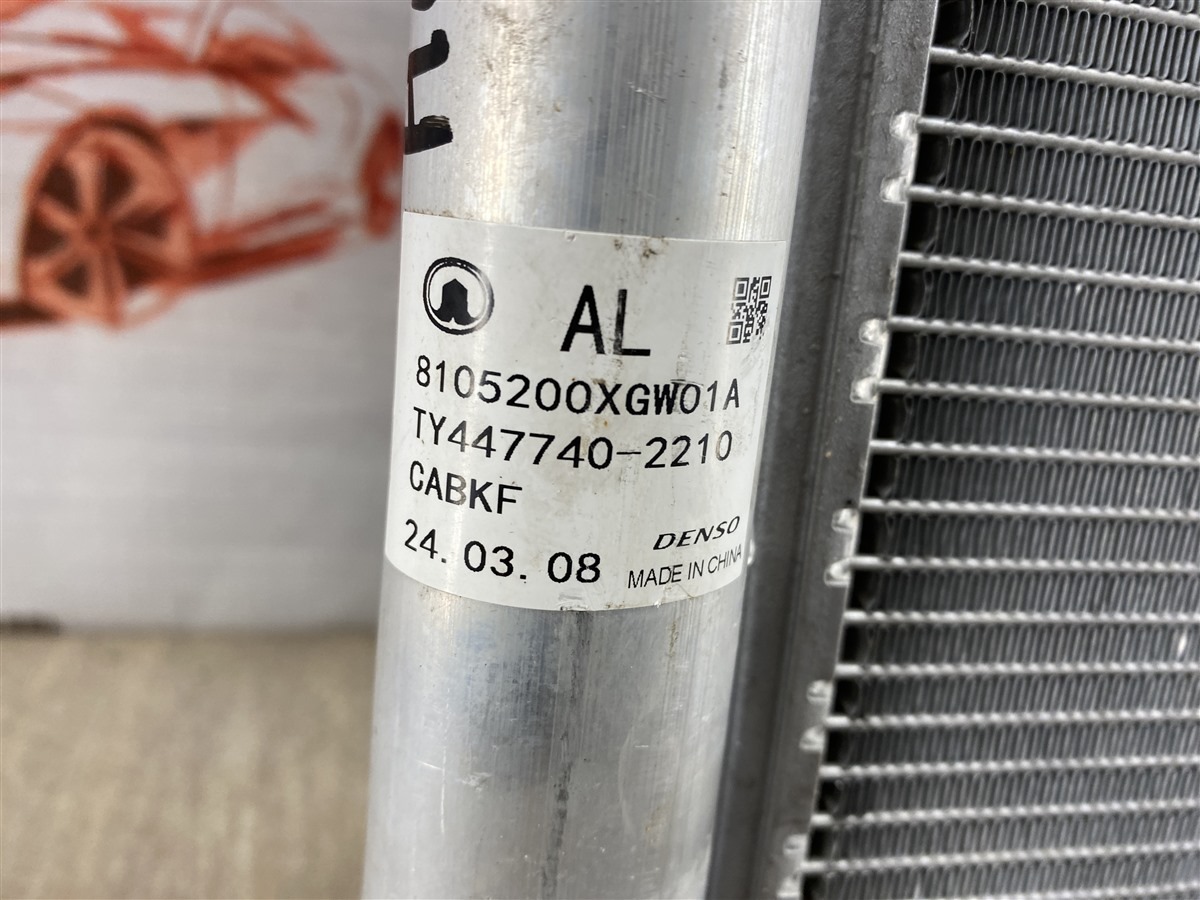 AL
8105200XGW01A
TY447740-2210
CABKF
24. 03. 08
DENSO
MADE IN CHINA